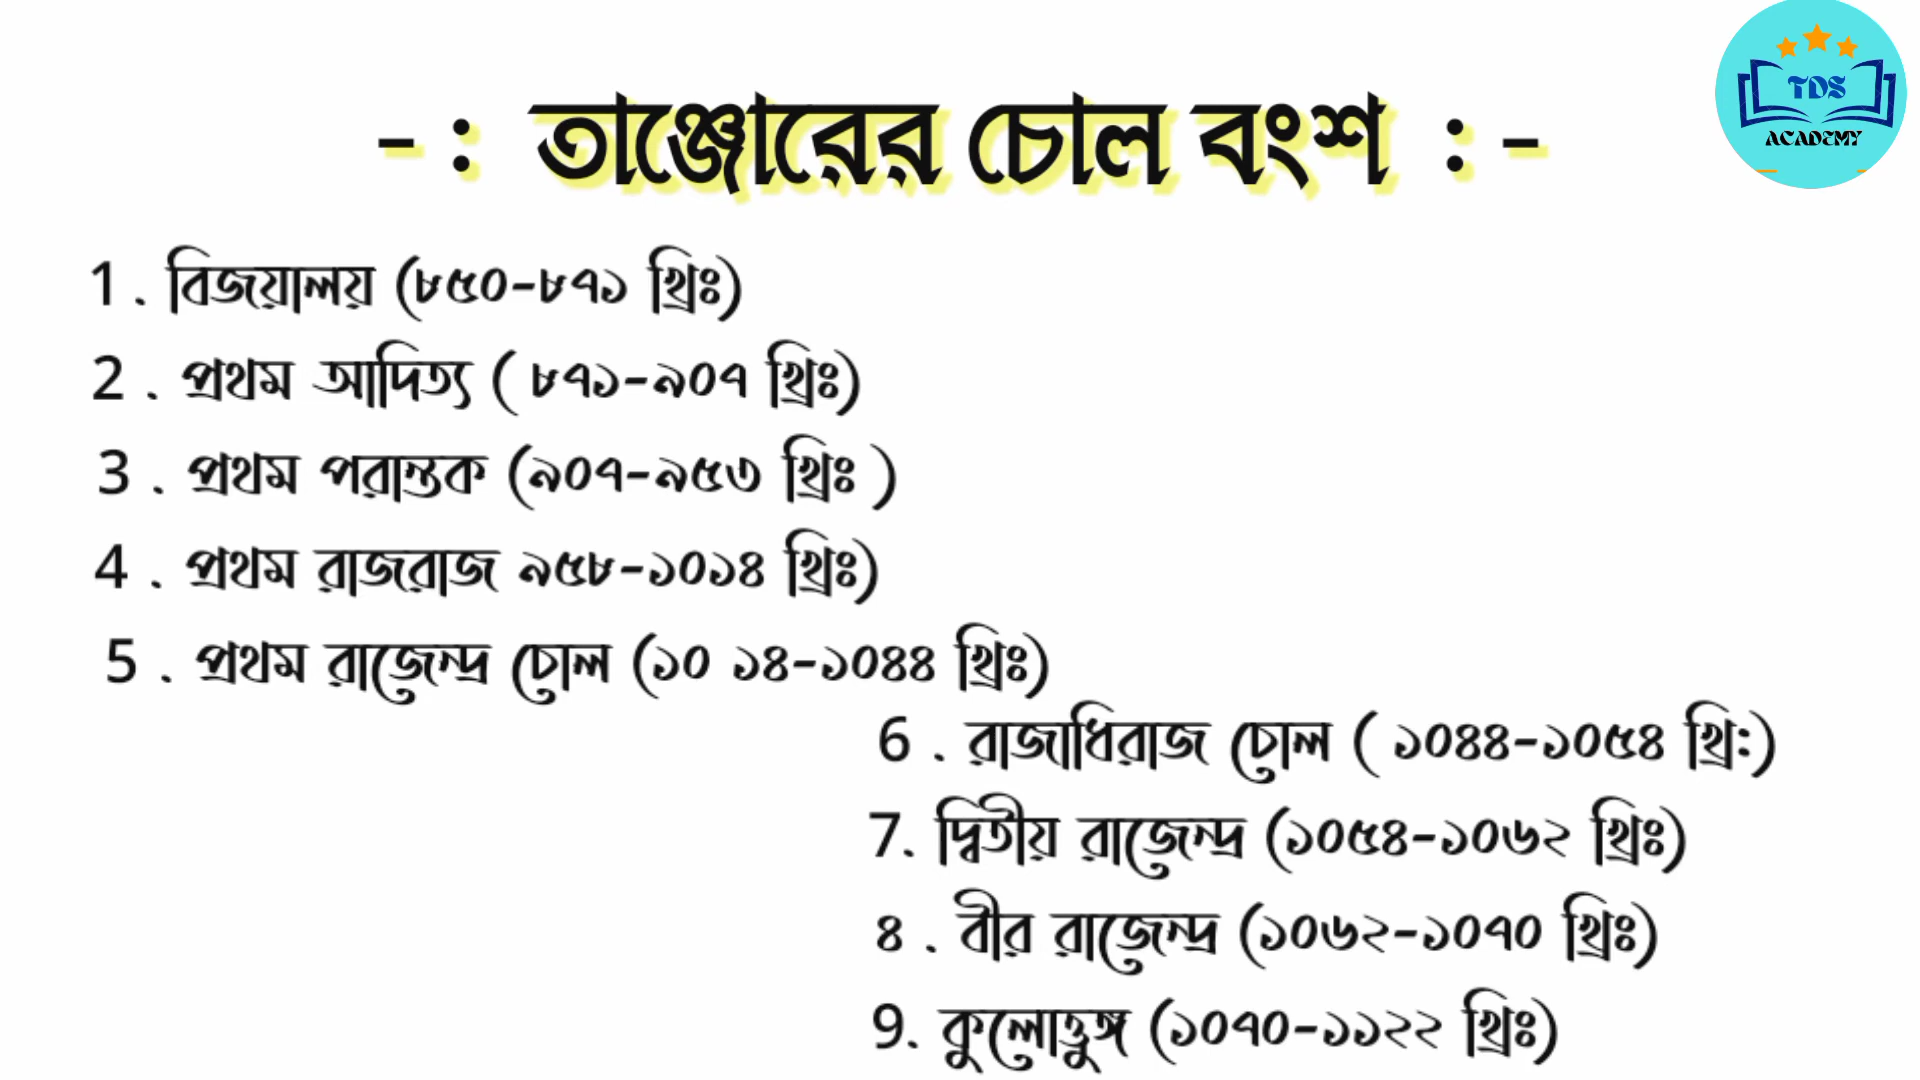 - : তাঞ্জোরের চোল বংশ : -
TDS
ACADEMY
1 . বিজয়ালয় (৮৫০-৮৭১ খ্রিঃ)
2 . প্রথম আদিত্য ( ৮৭১-৯০৭ খ্রিঃ)
3 . প্রথম পরান্তক (৯০৭-৯৫৩ খ্রিঃ )
4 . প্রথম রাজরাজ ৯৫৮-১০১৪ খ্রিঃ)
5 . প্রথম রাজেন্দ্র চোল (১০ ১৪-১০৪৪ খ্রিঃ)
6 . রাজাধিরাজ চোল ( ১০৪৪-১০৫৪ খ্রি:)
7. দ্বিতীয় রাজেন্দ্র (১০৫৪-১০৬২ খ্রিঃ)
৪ . বীর রাজেন্দ্র (১০৬২-১০৭০ খ্রিঃ)
9. কুলোত্তুঙ্গ (১০৭০-১১২২ খ্রিঃ)